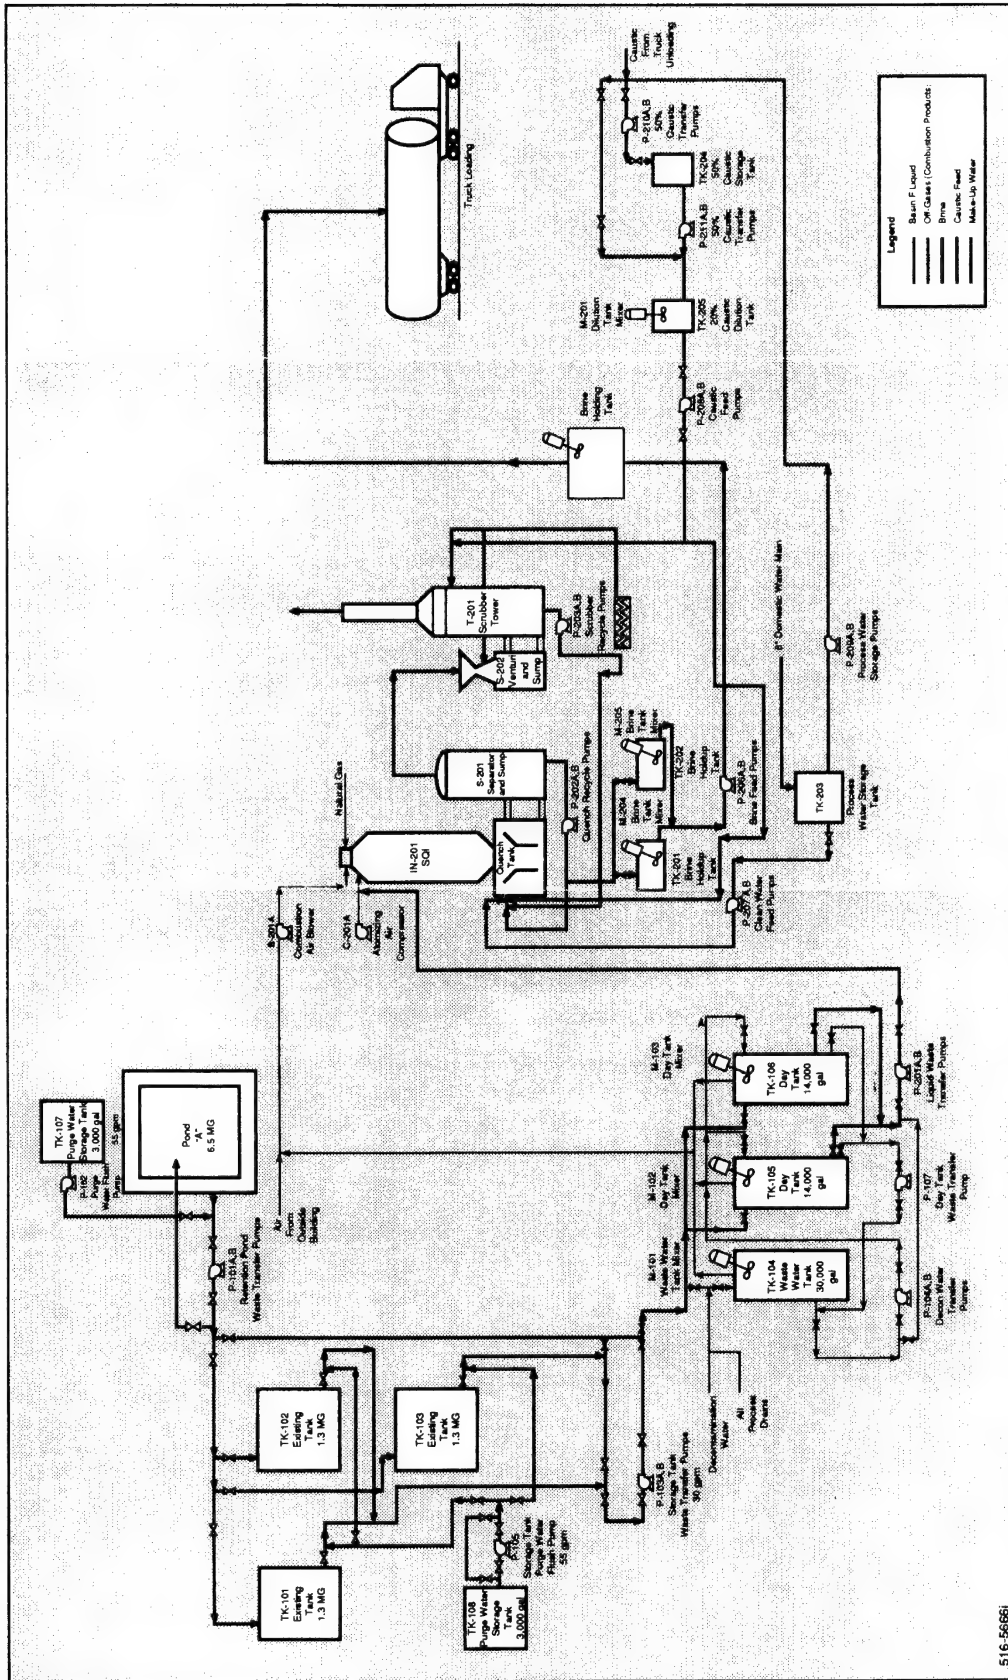 TK-107
Purge Water
Storage Tank
3,000 gal
P-102
Purge
Water Flush
Pump
55 gpm
Pond
"A"
6.5 MG
P-101A,B
Retention Pond
Waste Transfer Pumps
Air
From
Outside
Building
TK-102
Existing
Tank
1.3 MG
TK-103
Existing
Tank
1.3 MG
TK-101
Existing
Tank
1.3 MG
TK-108
Purge Water
Storage
Tank
3,000 gal
P-105
Storage Tank
Purge Water
Flush Pump
55 gpm
P-103A,B
Storage Tank
Waste Transfer Pumps
30 gpm
Decontamination
Water
All
Process
Drains
M-101
Waste Water
Tank Mixer
TK-104
Waste
Water
Tank
30,000
gal
P-104A,B
Decon Water
Transfer
Pumps
M-102
Day Tank
Mixer
TK-105
Day
Tank
14,000
gal
P-107
Day Tank
Waste Transfer
Pump
M-103
Day Tank
Mixer
TK-106
Day
Tank
14,000
gal
P-201A,B
Liquid Waste
Transfer Pumps
B-201A
Combustion
Air Blower
C-201A
Atomizing
Air
Compressor
Natural Gas
IN-201
SQI
Quench
Tank
S-201
Separator
and Sump
P-202A,B
Quench Recycle Pumps
M-204
Brine
Tank
Mixer
TK-201
Brine
Holdup
Tank
M-205
Brine
Tank
Mixer
TK-202
Brine
Holdup
Tank
P-206A,B
Brine Feed Pumps
P-207A,B
Clean Water
Feed Pumps
S-202
Venturi
and
Sump
T-201
Scrubber
Tower
P-203A,B
Scrubber
Recycle Pumps
TK-203
Process
Water Storage
Tank
8" Domestic Water Main
P-209A,B
Process Water
Storage Pumps
Brine
Holding
Tank
P-208A,B
Caustic
Feed
Pumps
M-201
Dilution
Tank
Mixer
TK-205
20%
Caustic
Dilution
Tank
P-211A,B
50%
Caustic
Transfer
Pumps
TK-204
50%
Caustic
Storage
Tank
P-210A,B
50%
Caustic
Transfer
Pumps
Caustic
From
Truck
Unloading
Truck Loading
Legend
Basin F Liquid
Off-Gases (Combustion Products)
Brine
Caustic Feed
Make-Up Water